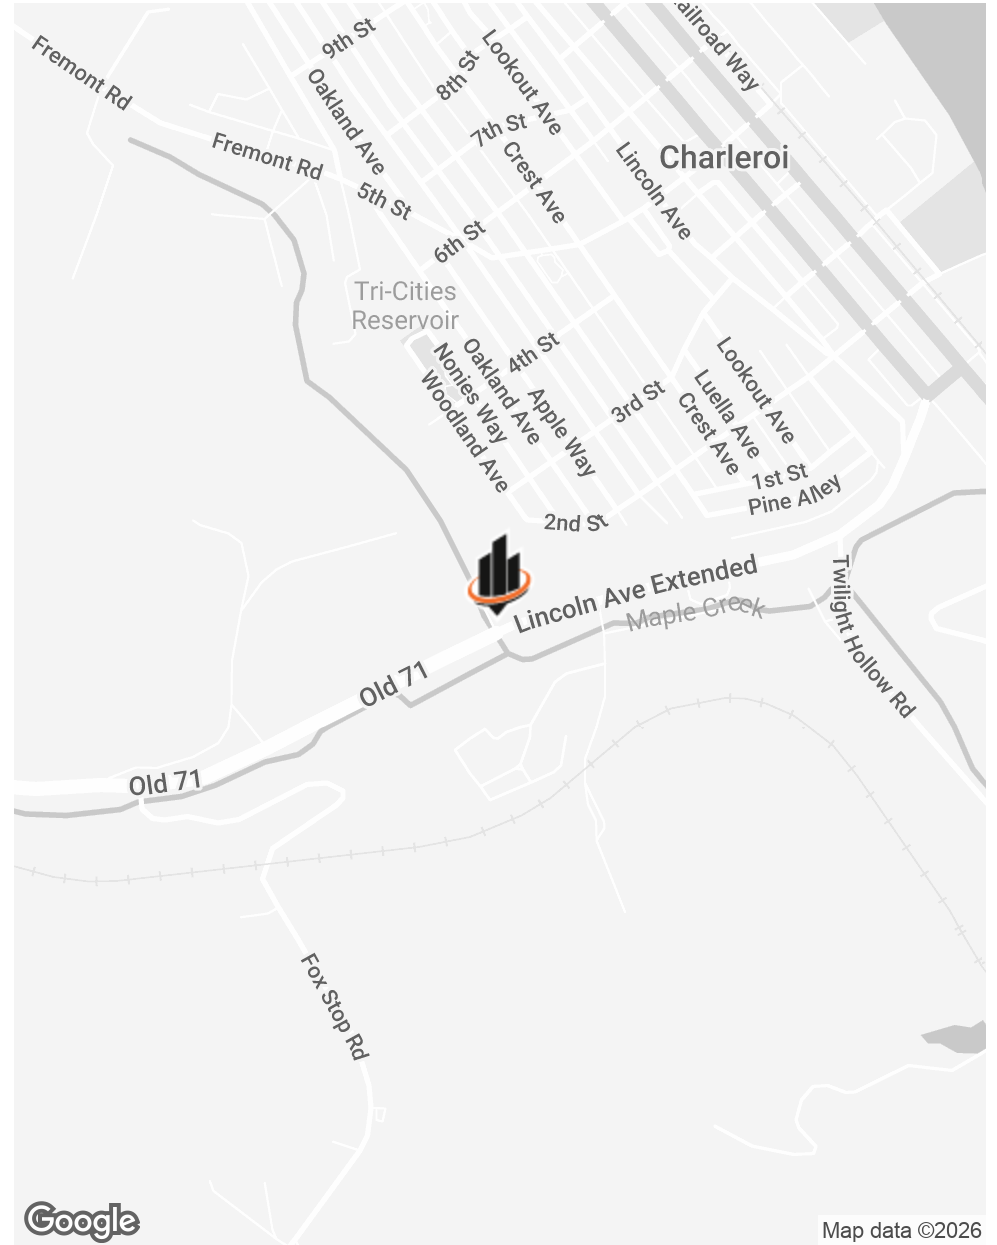 9th St
8th St
Lookout Ave
ailroad Way
Fremont Rd
Oakland Ave
7th St
Fremont Rd
Crest Ave
Lincoln Ave
Charleroi
5th St
6th St
Tri-Cities
Reservoir
4th St
Nonies Way
Oakland Ave
Woodland Ave
Apple Way
3rd St
Lookout Ave
Luella Ave
Crest Ave
1st St
Pine Alley
2nd St
Lincoln Ave Extended
Maple Creek
Twilight Hollow Rd
Old 71
Old 71
Fox Stop Rd
Google
Map data ©2026